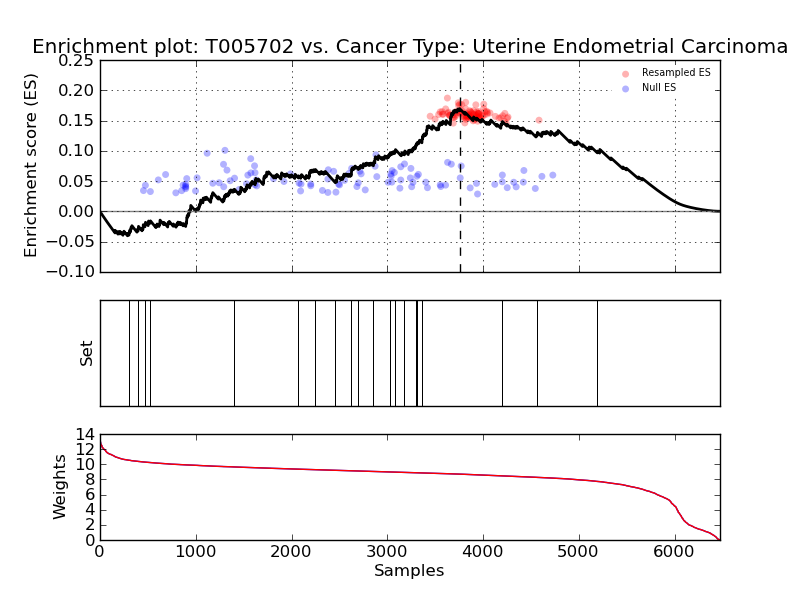 Enrichment plot: T005702 vs. Cancer Type: Uterine Endometrial Carcinoma
Enrichment score (ES)
0.25
0.20
0.15
0.10
0.05
0.00
−0.05
−0.10
Resampled ES
Null ES
Set
Weights
14
12
10
8
6
4
2
0
0 1000 2000 3000 4000 5000 6000
Samples